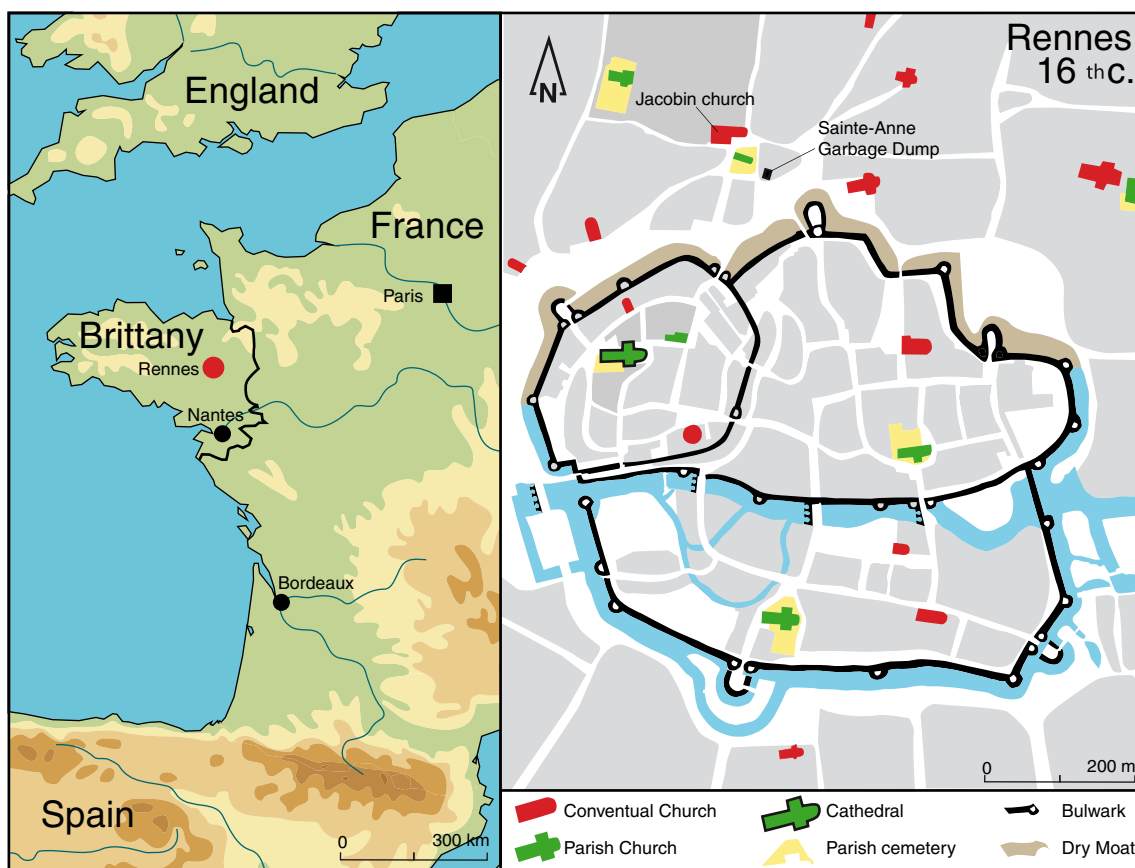 England
France
Paris
Brittany
Rennes
Nantes
Bordeaux
Spain
0 300 km
Rennes
16 th c.
N
Jacobin church
Sainte-Anne
Garbage Dump
0 200 m
Conventual Church
Cathedral
Bulwark
Parish Church
Parish cemetery
Dry Moat